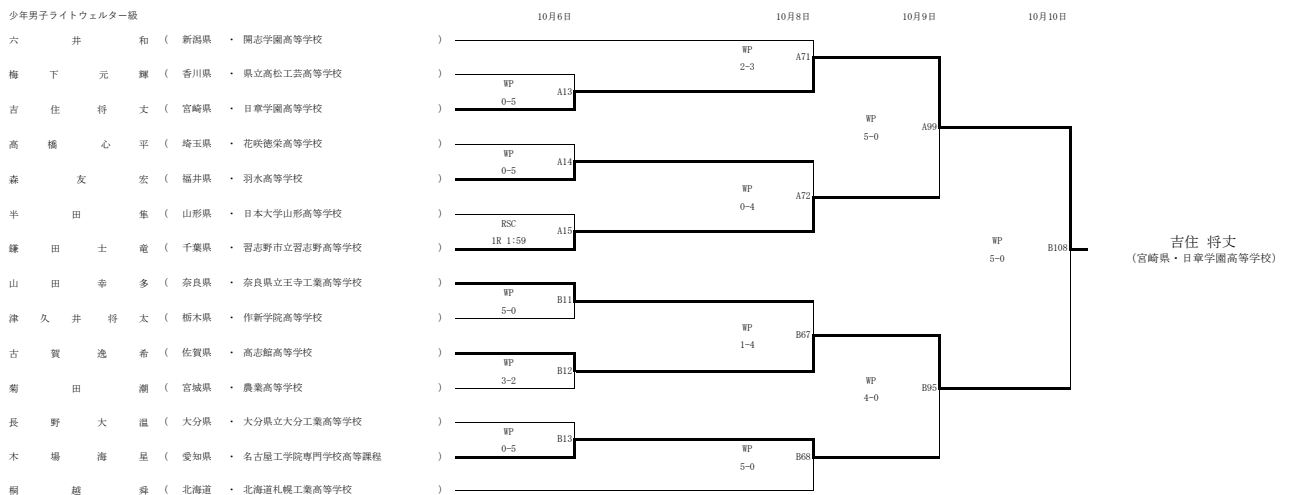 少年男子ライトウェルター級 10月6日 10月8日 10月9日 10月10日
六井 和 ( 新潟県 ・ 開志学園高等学校 )
WP
2-3
A71
梅下元輝 ( 香川県 ・ 県立高松工芸高等学校 )
WP
0-5
A13
吉住将丈 ( 宮崎県 ・ 日章学園高等学校 )
WP
5-0
A99
高橋心平 ( 埼玉県 ・ 花咲徳栄高等学校 )
WP
0-5
A14
森友宏 ( 福井県 ・ 羽水高等学校 )
WP
0-4
A72
半田隼 ( 山形県 ・ 日本大学山形高等学校 )
RSC
1R 1:59
A15
鎌田士竜 ( 千葉県 ・ 習志野市立習志野高等学校 )
WP
5-0
B108
吉住 将丈
(宮崎県・日章学園高等学校)
山田幸多 ( 奈良県 ・ 奈良県立王寺工業高等学校 )
WP
5-0
B11
津久井将太 ( 栃木県 ・ 作新学院高等学校 )
WP
1-4
B67
古賀逸希 ( 佐賀県 ・ 高志館高等学校 )
WP
3-2
B12
菊田潮 ( 宮城県 ・ 農業高等学校 )
WP
4-0
B95
長野大温 ( 大分県 ・ 大分県立大分工業高等学校 )
WP
0-5
B13
木場海星 ( 愛知県 ・ 名古屋工学院専門学校高等課程 )
WP
5-0
B68
桐越舜 ( 北海道 ・ 北海道札幌工業高等学校 )